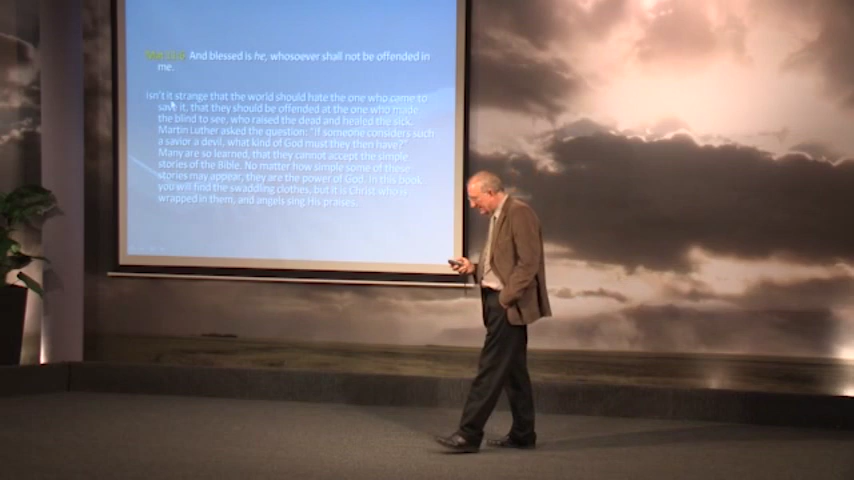 And blessed is he, whosoever shall not be offended in
me.
Isn't it strange that the world should hate the one who came to
save it, that they should be offended at the one who made
the blind to see, who raised the dead and healed the sick.
Martin Luther asked the question: "If someone considers such
a savior a devil, what kind of God must they then have?"
Many are so learned, that they cannot accept the simple
stories of the Bible. No matter how simple some of these
stories may appear, they are the power of God. In this book
you will find the swaddling clothes, but it is Christ who is
wrapped in them, and angels sing His praises.